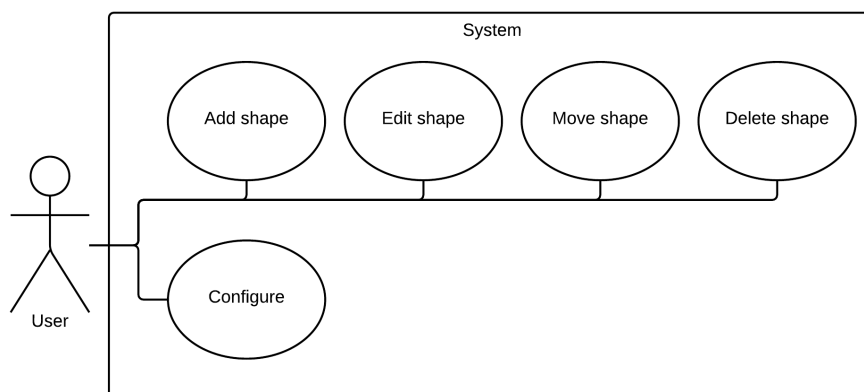 System
Add shape
Edit shape
Move shape
Delete shape
Configure
User